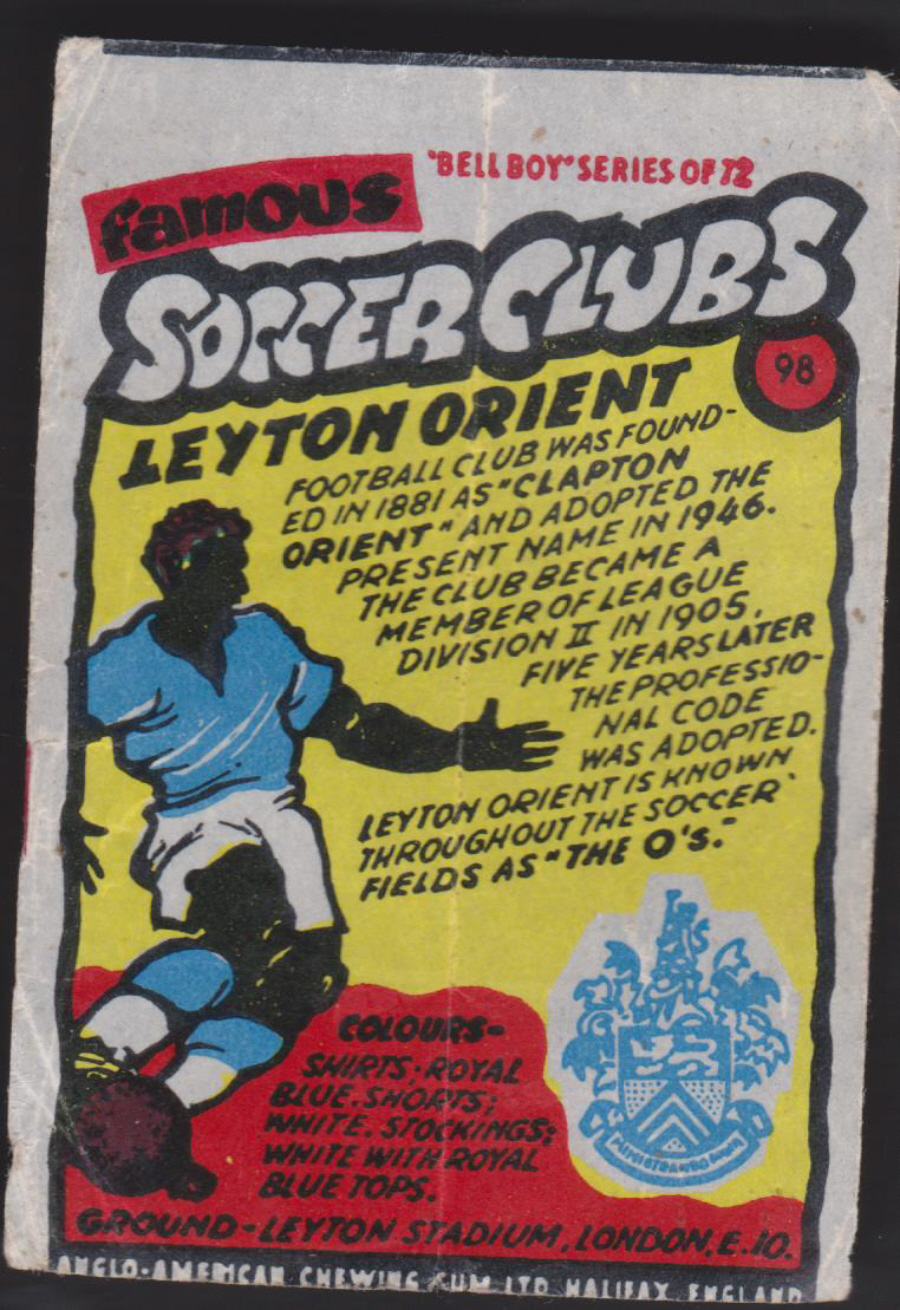 'BELL BOY' SERIES OF 72
famous
SOCCER CLUBS
98
LEYTON ORIENT
FOOTBALL CLUB WAS FOUND-
ED IN 1881 AS "CLAPTON
ORIENT" AND ADOPTED THE
PRESENT NAME IN 1946.
THE CLUB BECAME A
MEMBER OF LEAGUE
DIVISION II IN 1905.
FIVE YEARS LATER
THE PROFESSIO-
NAL CODE
WAS ADOPTED.
LEYTON ORIENT IS KNOWN
THROUGHOUT THE SOCCER
FIELDS AS "THE O's."
COLOURS-
SHIRTS; ROYAL
BLUE. SHORTS;
WHITE. STOCKINGS;
WHITE WITH ROYAL
BLUE TOPS.
GROUND-LEYTON STADIUM, LONDON, E.10.
ANGLO-AMERICAN CHEWING GUM LTD HALIFAX ENGLAND